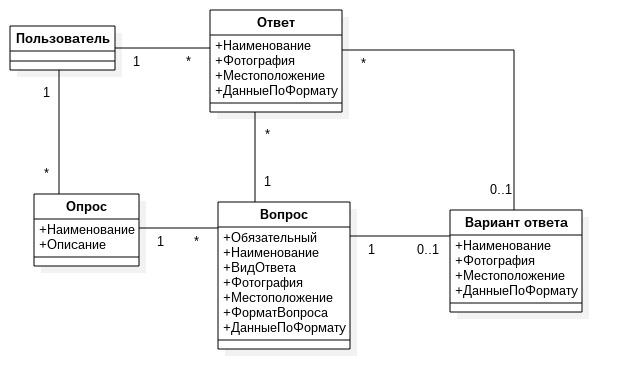 Пользователь
1
*
Ответ
+Наименование
+Фотография
+Местоположение
+ДанныеПоФормату
*
1
*
*
1
0..1
Опрос
+Наименование
+Описание
1
*
Вопрос
+Обязательный
+Наименование
+ВидОтвета
+Фотография
+Местоположение
+ФорматВопроса
+ДанныеПоФормату
1
0..1
Вариант ответа
+Наименование
+Фотография
+Местоположение
+ДанныеПоФормату